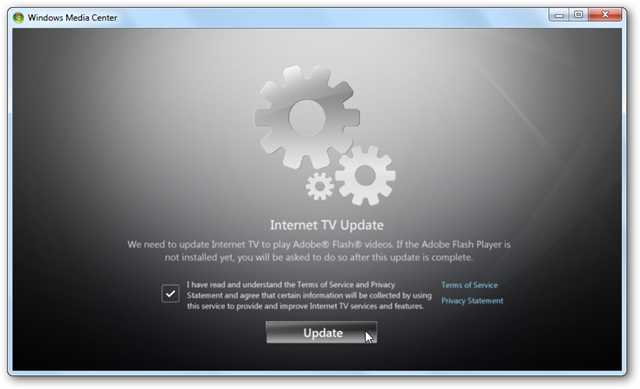 Windows Media Center
Internet TV Update
We need to update Internet TV to play Adobe® Flash® videos. If the Adobe Flash Player is
not installed yet, you will be asked to do so after this update is complete.
I have read and understand the Terms of Service and Privacy
Statement and agree that certain information will be collected by using
this service to provide and improve Internet TV services and features.
Terms of Service
Privacy Statement
Update